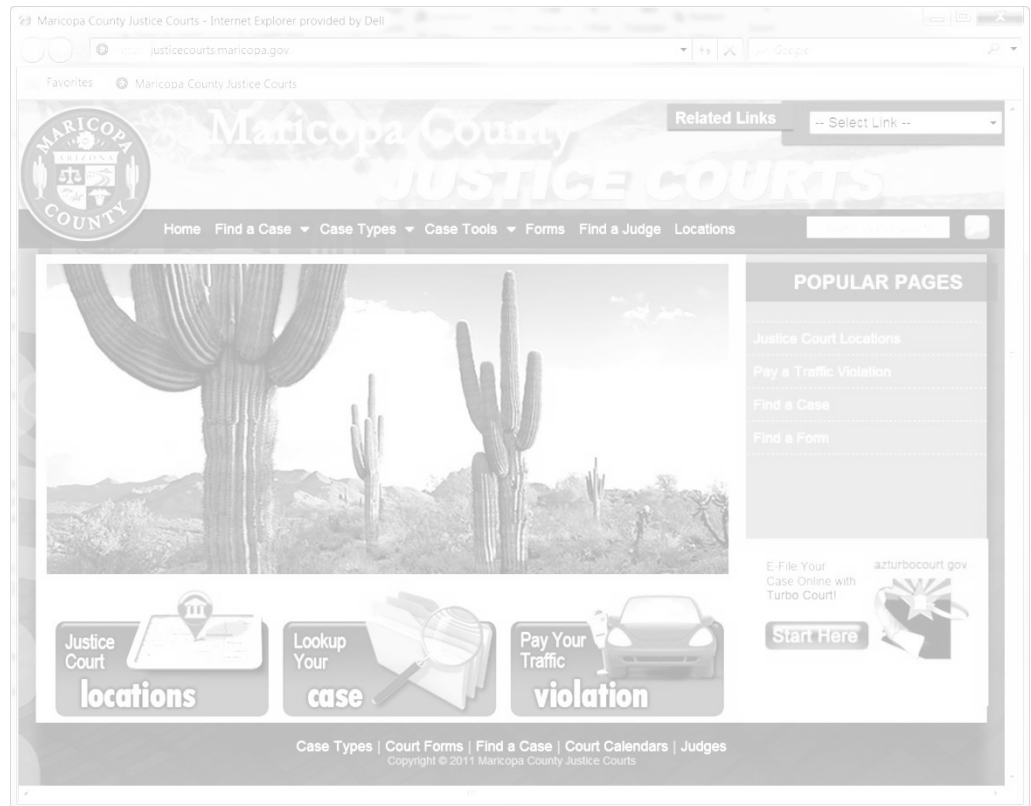 Maricopa County Justice Courts - Internet Explorer provided by Dell
justicecourts.maricopa.gov
Google
Favorites Maricopa County Justice Courts
MARICOPA
ARIZONA
COUNTY
Maricopa County
JUSTICE COURTS
Related Links
-- Select Link --
Home Find a Case Case Types Case Tools Forms Find a Judge Locations
POPULAR PAGES
Justice Court Locations
Pay a Traffic Violation
Find a Case
Find a Form
E-File Your
Case Online with
Turbo Court!
Start Here
azturbocourt.gov
Justice
Court
locations
Lookup
Your
case
Pay Your
Traffic
violation
Case Types | Court Forms | Find a Case | Court Calendars | Judges
Copyright © 2011 Maricopa County Justice Courts